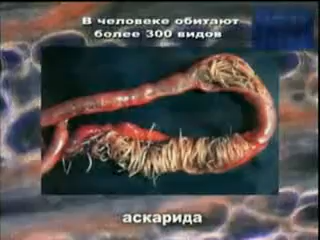 В человеке обитают
более 300 видов
аскарида